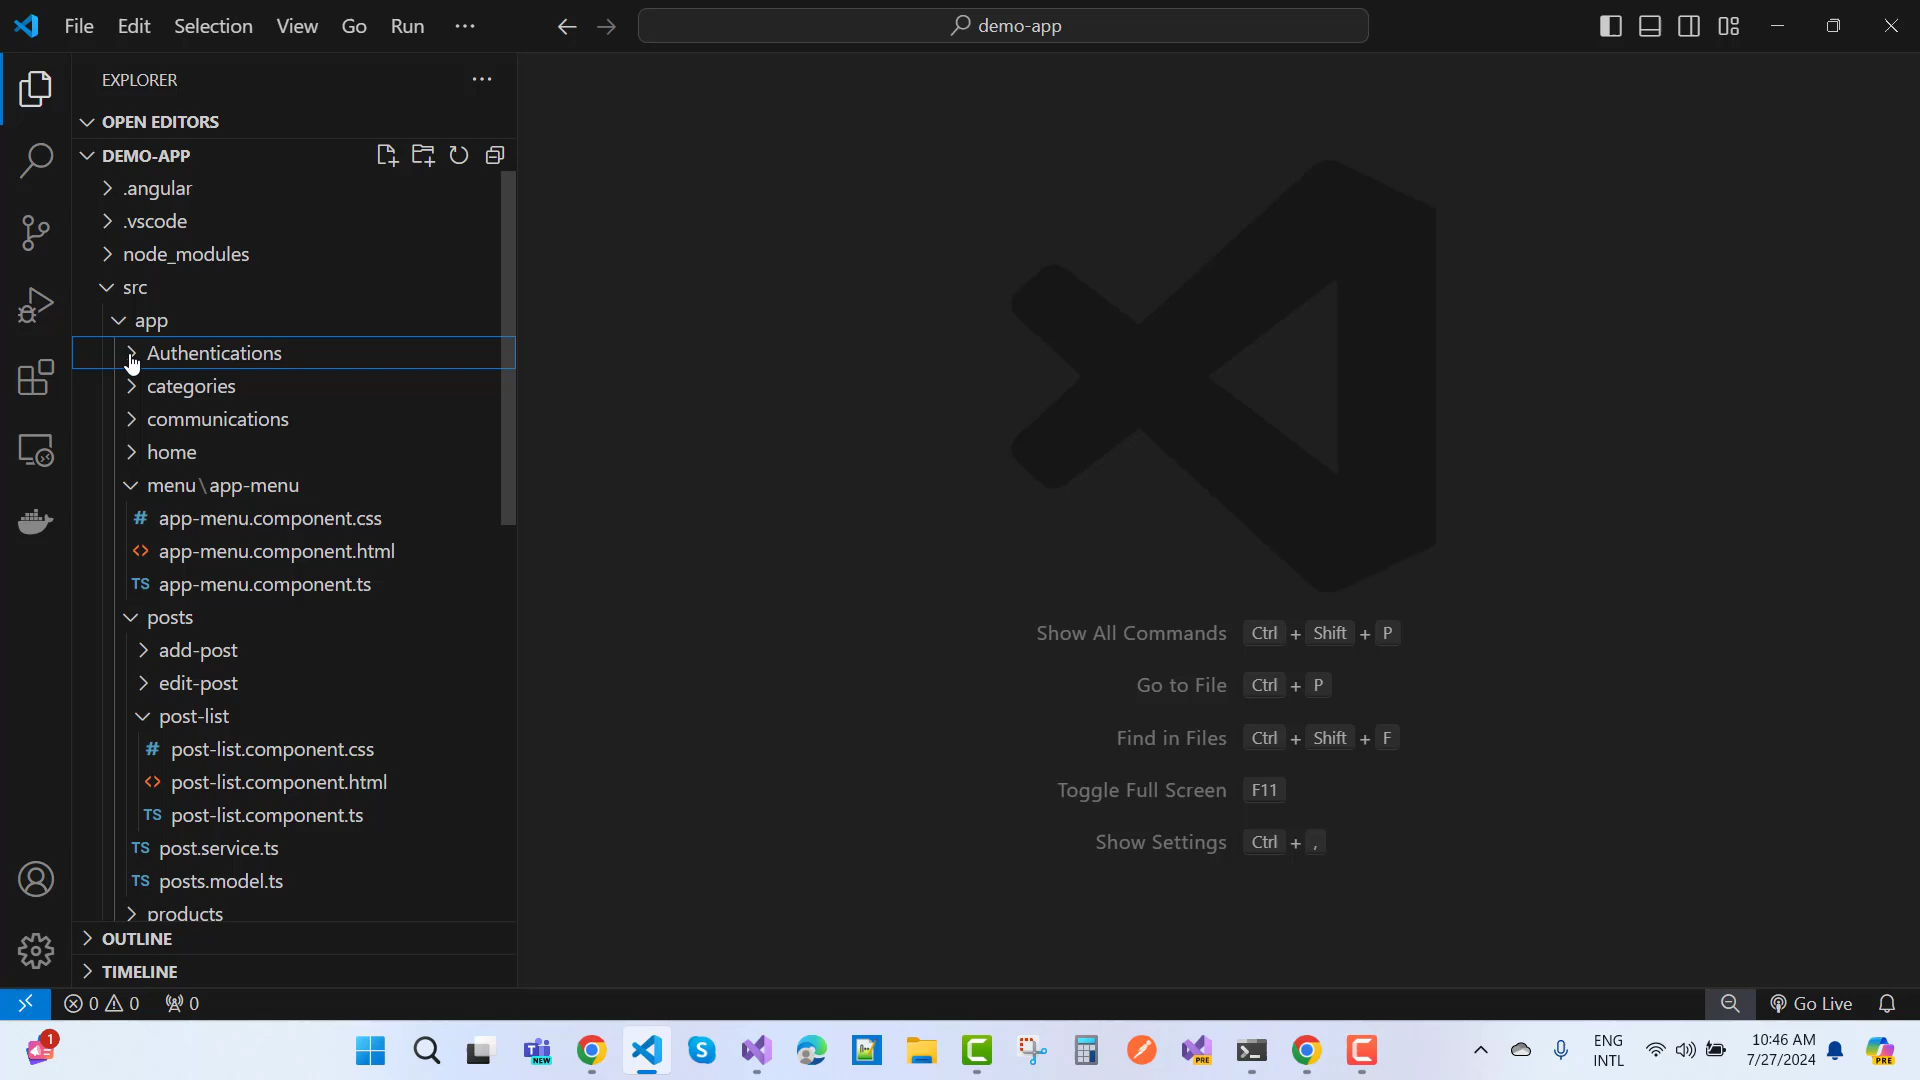 File Edit Selection View Go Run ...
demo-app
EXPLORER
OPEN EDITORS
DEMO-APP
.angular
.vscode
node_modules
src
app
Authentications
categories
communications
home
menu\app-menu
# app-menu.component.css
<> app-menu.component.html
TS app-menu.component.ts
posts
add-post
edit-post
post-list
# post-list.component.css
<> post-list.component.html
TS post-list.component.ts
TS post.service.ts
TS posts.model.ts
products
OUTLINE
TIMELINE
Show All Commands Ctrl + Shift + P
Go to File Ctrl + P
Find in Files Ctrl + Shift + F
Toggle Full Screen F11
Show Settings Ctrl + ,
0 0 0
Go Live
1
NEW
PRE
ENG
INTL
10:46 AM
7/27/2024
PRE